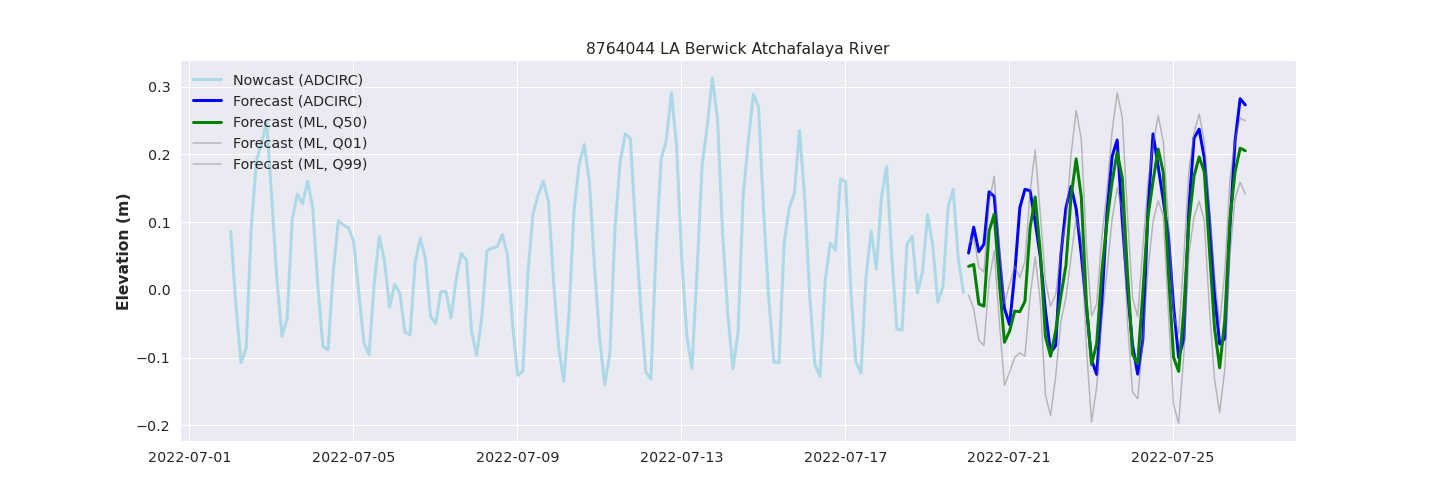 8764044 LA Berwick Atchafalaya River
Nowcast (ADCIRC)
Forecast (ADCIRC)
Forecast (ML, Q50)
Forecast (ML, Q01)
Forecast (ML, Q99)
Elevation (m)
0.3
0.2
0.1
0.0
−0.1
−0.2
2022-07-01 2022-07-05 2022-07-09 2022-07-13 2022-07-17 2022-07-21 2022-07-25